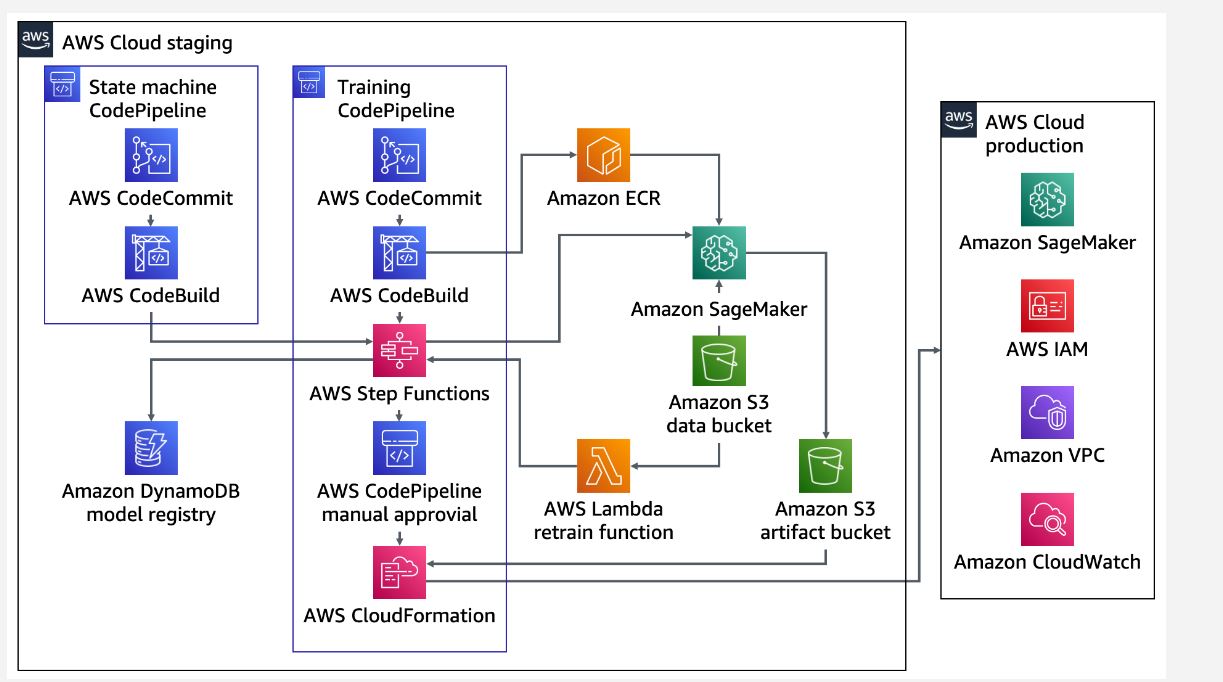 aws
AWS Cloud staging
State machine
CodePipeline
AWS CodeCommit
AWS CodeBuild
Training
CodePipeline
AWS CodeCommit
AWS CodeBuild
AWS Step Functions
AWS CodePipeline
manual approvial
AWS CloudFormation
Amazon DynamoDB
model registry
Amazon ECR
Amazon SageMaker
Amazon S3
data bucket
AWS Lambda
retrain function
Amazon S3
artifact bucket
aws
AWS Cloud
production
Amazon SageMaker
AWS IAM
Amazon VPC
Amazon CloudWatch